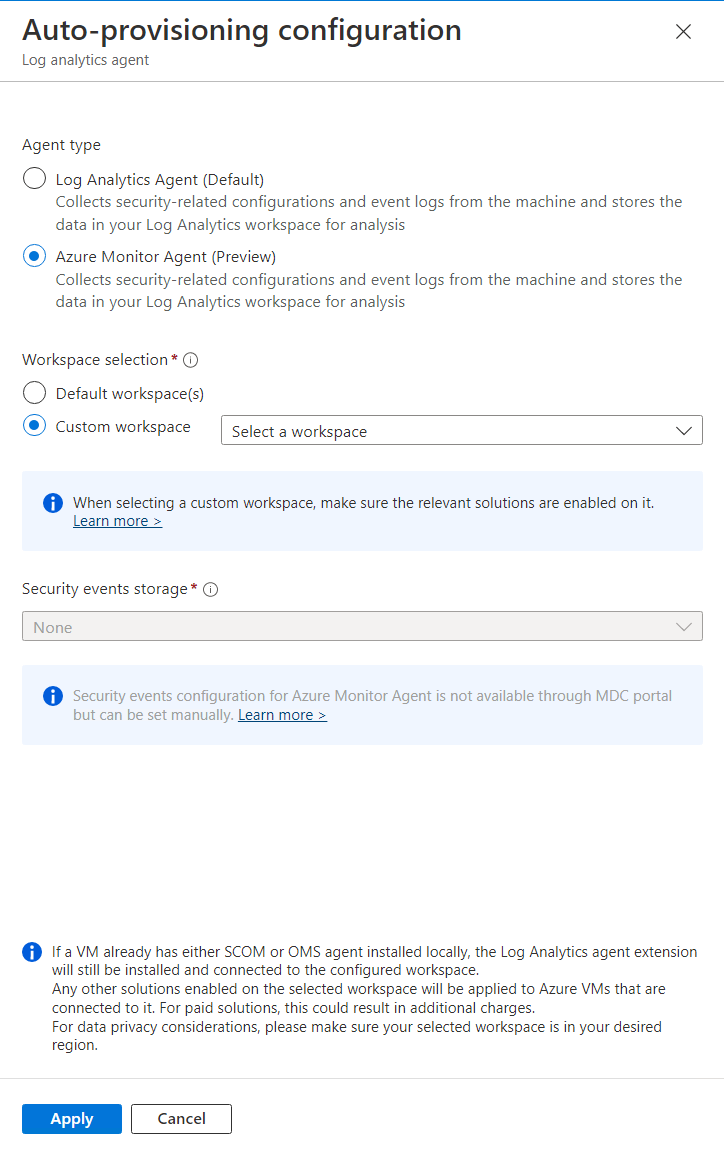 Auto-provisioning configuration
Log analytics agent
Agent type
Log Analytics Agent (Default)
Collects security-related configurations and event logs from the machine and stores the
data in your Log Analytics workspace for analysis
Azure Monitor Agent (Preview)
Collects security-related configurations and event logs from the machine and stores the
data in your Log Analytics workspace for analysis
Workspace selection *
Default workspace(s)
Custom workspace
Select a workspace
When selecting a custom workspace, make sure the relevant solutions are enabled on it.
Learn more >
Security events storage *
None
Security events configuration for Azure Monitor Agent is not available through MDC portal
but can be set manually. Learn more >
If a VM already has either SCOM or OMS agent installed locally, the Log Analytics agent extension
will still be installed and connected to the configured workspace.
Any other solutions enabled on the selected workspace will be applied to Azure VMs that are
connected to it. For paid solutions, this could result in additional charges.
For data privacy considerations, please make sure your selected workspace is in your desired
region.
Apply
Cancel